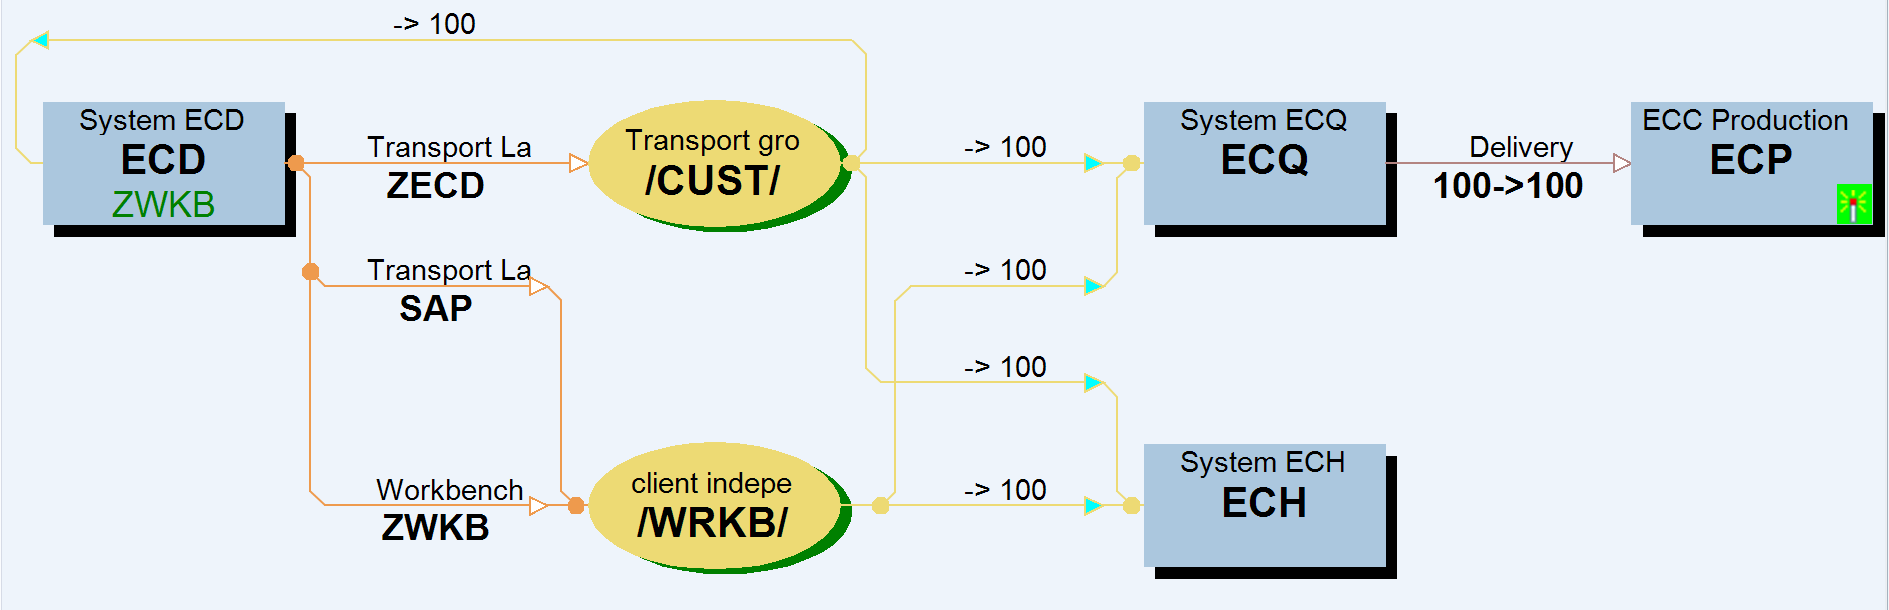 -> 100
System ECD
ECD
ZWKB
Transport La
ZECD
Transport gro
/CUST/
-> 100
System ECQ
ECQ
Delivery
100->100
ECC Production
ECP
Transport La
SAP
-> 100
-> 100
Workbench
ZWKB
client indepe
/WRKB/
-> 100
System ECH
ECH